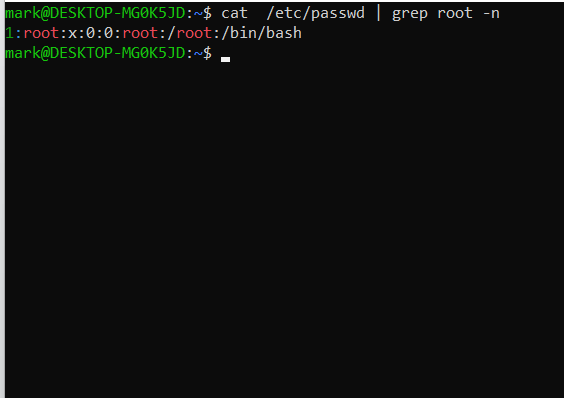 mark@DESKTOP-MG0K5JD:~$ cat  /etc/passwd | grep root -n
1:root:x:0:0:root:/root:/bin/bash
mark@DESKTOP-MG0K5JD:~$